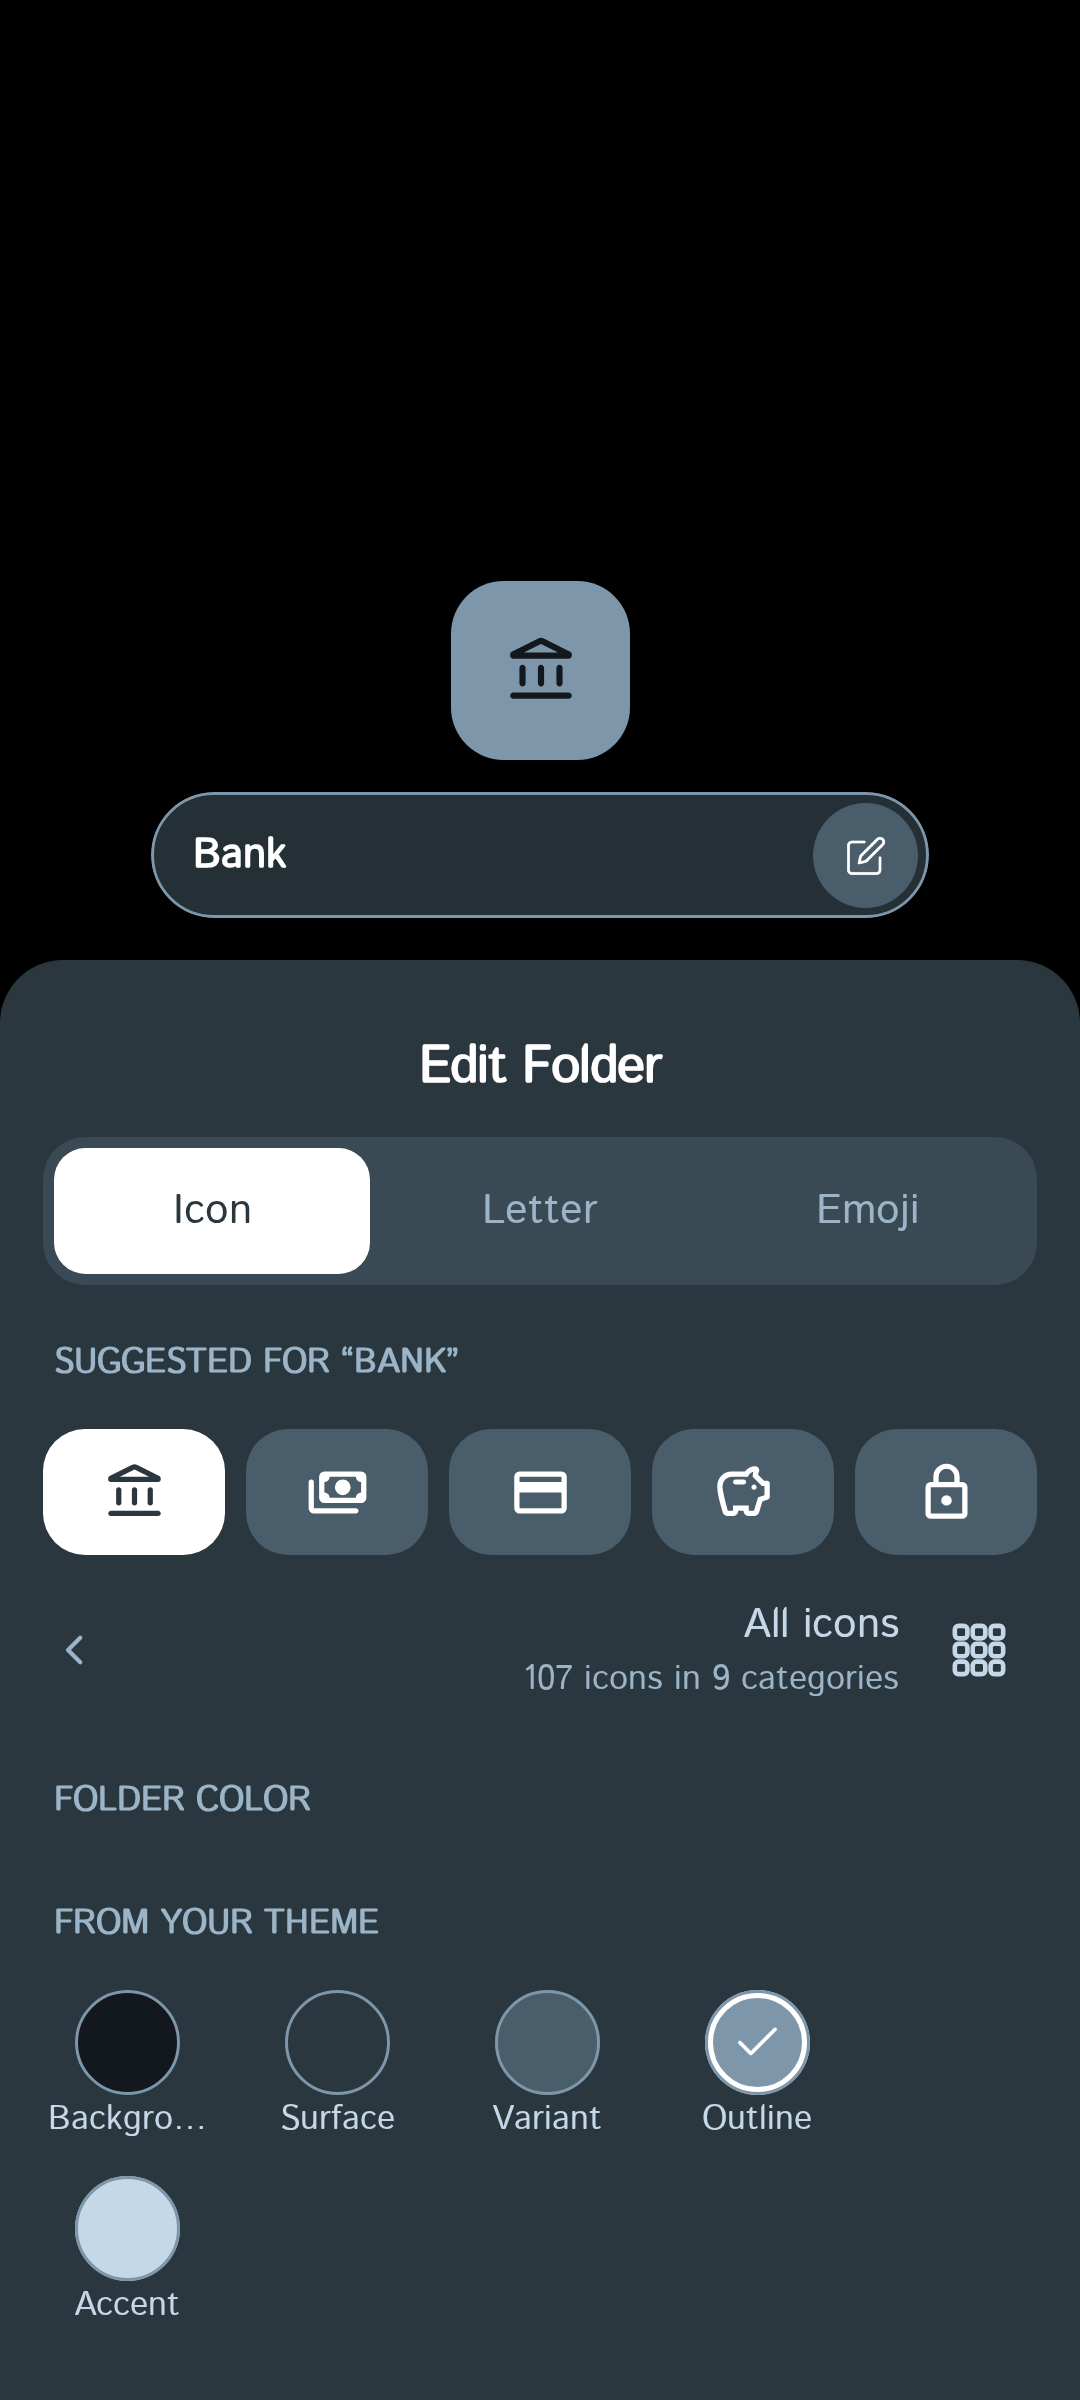 Bank
Edit Folder
Icon
Letter
Emoji
SUGGESTED FOR “BANK”
All icons
107 icons in 9 categories
FOLDER COLOR
FROM YOUR THEME
Backgro...
Surface
Variant
Outline
Accent